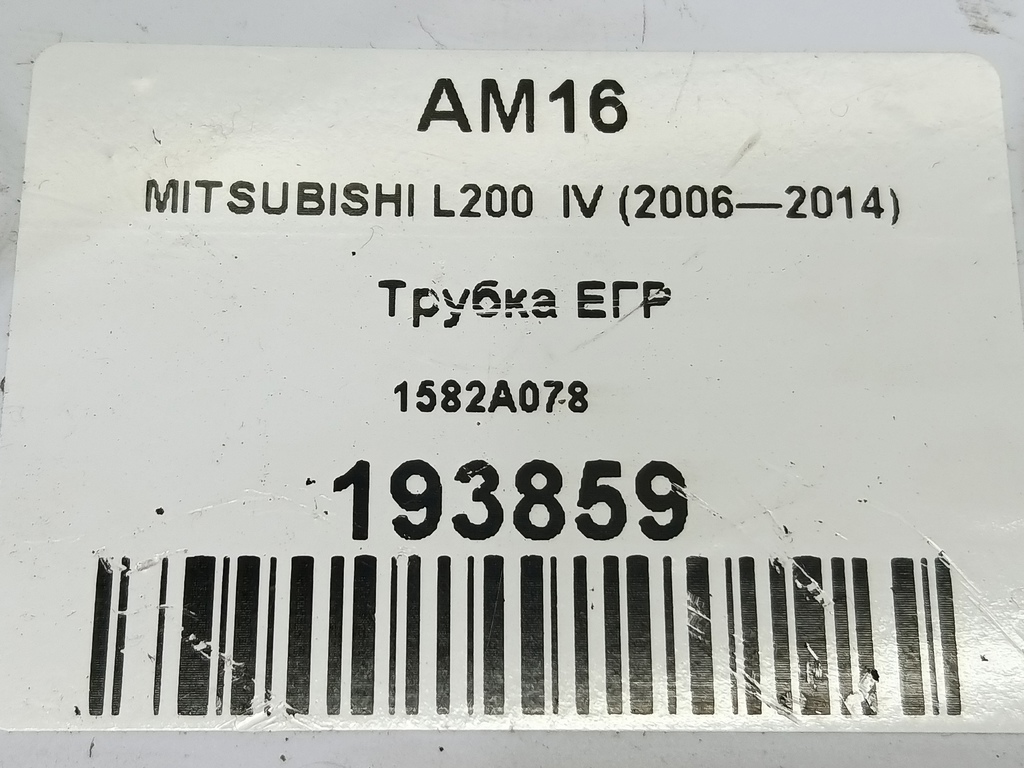 AM16
MITSUBISHI L200 IV (2006—2014)
Трубка ЕГР
1582A078
193859